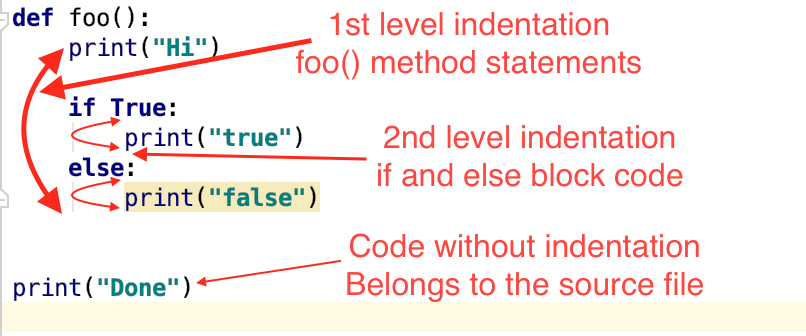 def foo():
1st level indentation
print("Hi")
foo() method statements
if True:
print("true")
2nd level indentation
else:
if and else block code
print("false")
Code without indentation
print("Done")
Belongs to the source file